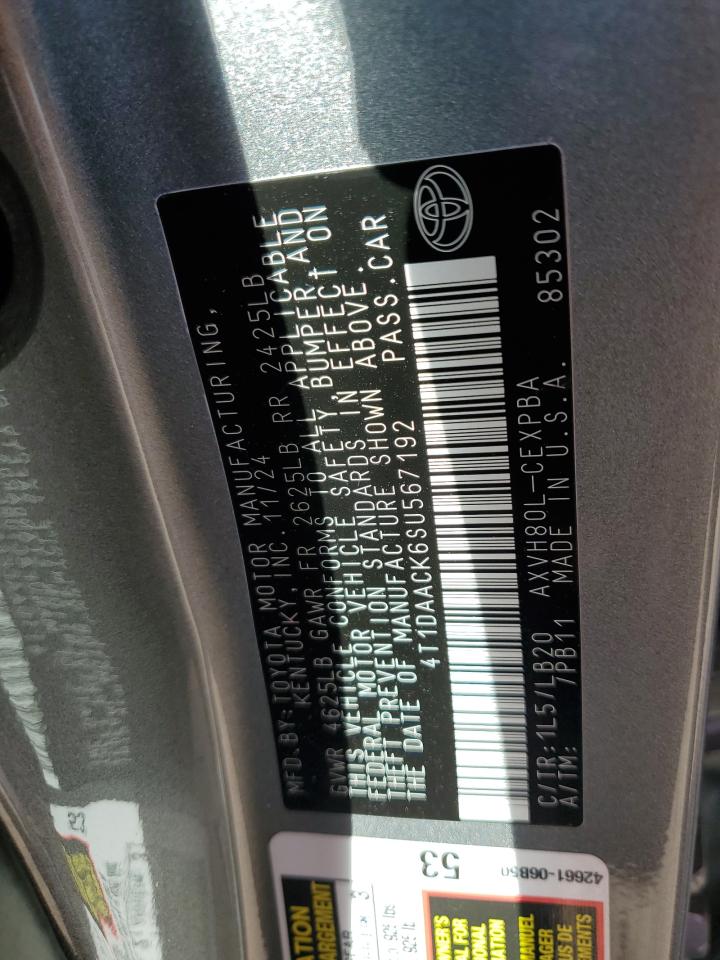 MFD. BY: TOYOTA MOTOR MANUFACTURING,
KENTUCKY, INC. 11/24
GVWR 4625LB GAWR FR 2625LB RR 2425LB
THIS VEHICLE CONFORMS TO ALL APPLICABLE
FEDERAL MOTOR VEHICLE SAFETY, BUMPER, AND
THEFT PREVENTION STANDARDS IN EFFECT ON
THE DATE OF MANUFACTURE SHOWN ABOVE.
4T1DAACK6SU567192 PASS.CAR
C/TR: 1L5/LB20 AXVH80L-CEXPBA 85302
A/TM: 7PB11 MADE IN U.S.A.
53
42661-06B50
MANUEL